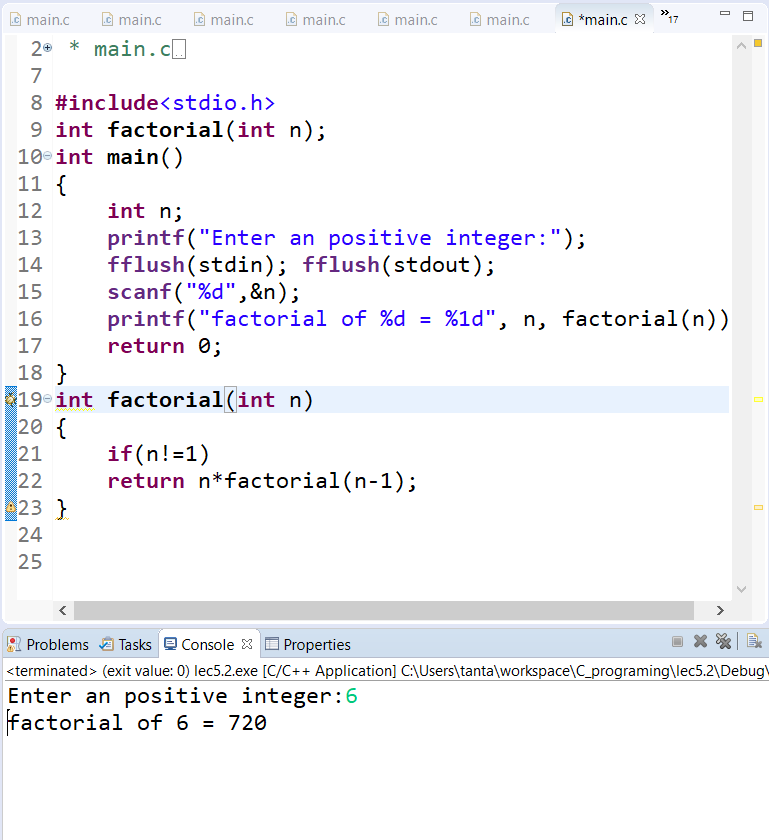 main.c main.c main.c main.c main.c main.c *main.c »17
2 * main.c
7
8 #include<stdio.h>
9 int factorial(int n);
10 int main()
11 {
12 int n;
13 printf("Enter an positive integer:");
14 fflush(stdin); fflush(stdout);
15 scanf("%d",&n);
16 printf("factorial of %d = %1d", n, factorial(n))
17 return 0;
18 }
19 int factorial(int n)
20 {
21 if(n!=1)
22 return n*factorial(n-1);
23 }
24
25
Problems Tasks Console Properties
<terminated> (exit value: 0) lec5.2.exe [C/C++ Application] C:\Users\tanta\workspace\C_programing\lec5.2\Debug\
Enter an positive integer:6
factorial of 6 = 720